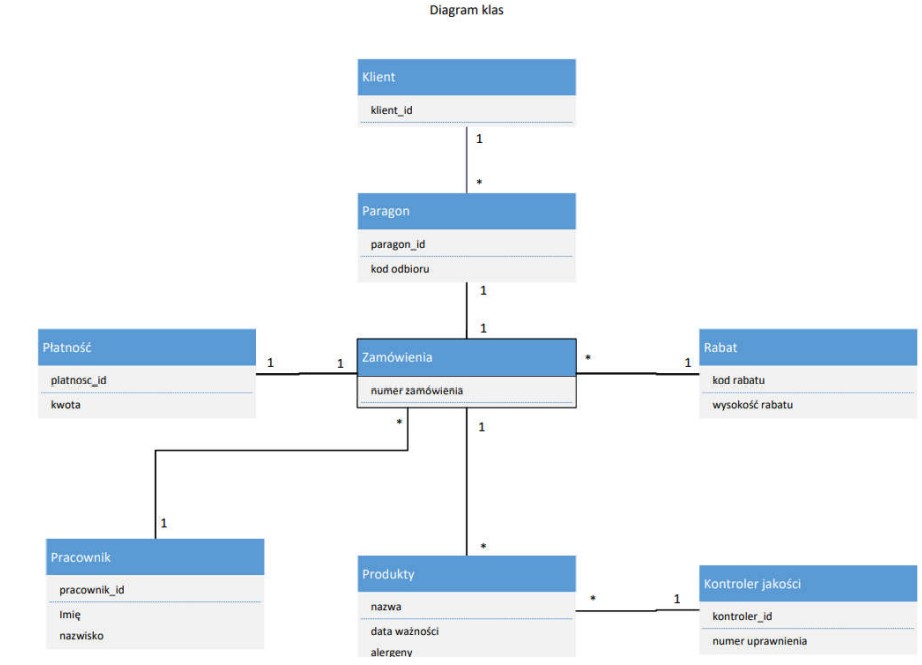 Diagram klas
Klient
klient_id
1
*
Paragon
paragon_id
kod odbioru
1
1
Płatność
platnosc_id
kwota
1
1
Zamówienia
numer zamówienia
*
1
Rabat
kod rabatu
wysokość rabatu
*
1
1
*
Pracownik
pracownik_id
Imię
nazwisko
Produkty
nazwa
data ważności
alergeny
*
1
Kontroler jakości
kontroler_id
numer uprawnienia